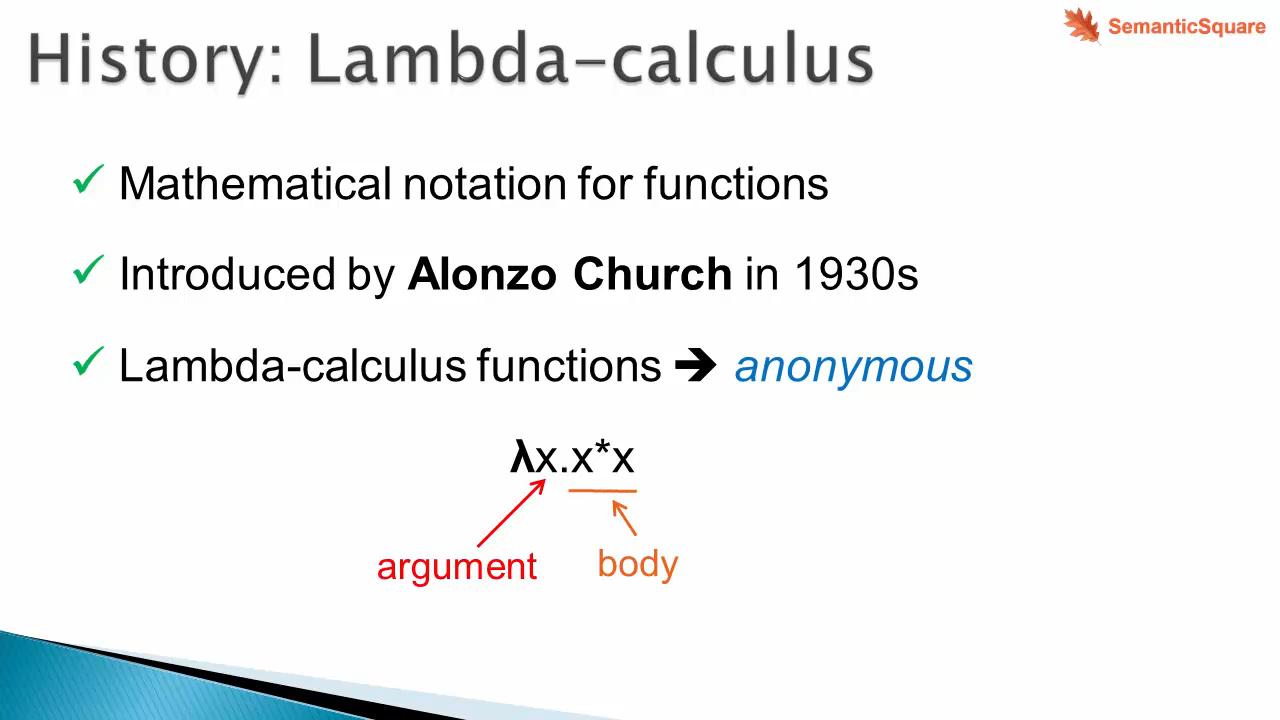 History: Lambda-calculus
SemanticSquare
✓ Mathematical notation for functions
✓ Introduced by Alonzo Church in 1930s
✓ Lambda-calculus functions ➔ anonymous
λx.x*x
argument
body